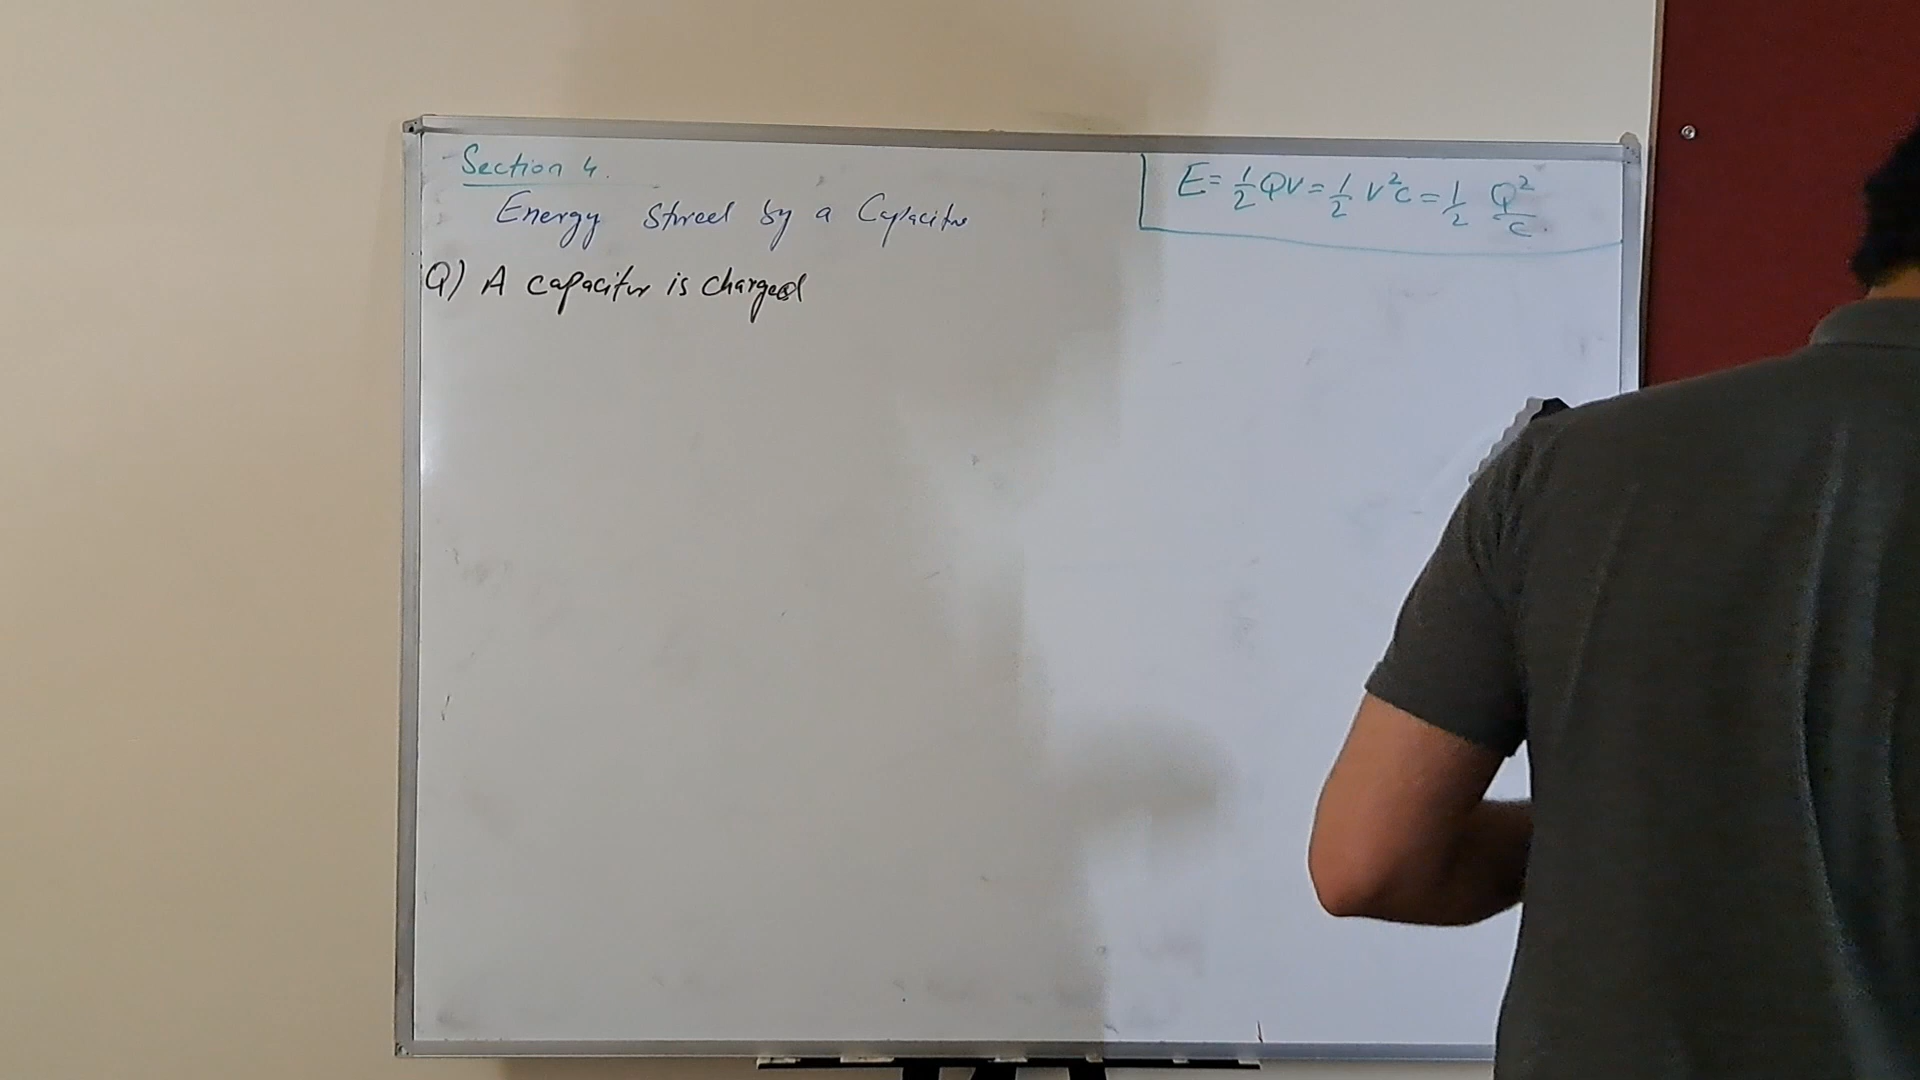 Section 4.
Energy stored by a Capacitor
E = 1/2 QV = 1/2 V²C = 1/2 Q²/C.
Q) A capacitor is charged